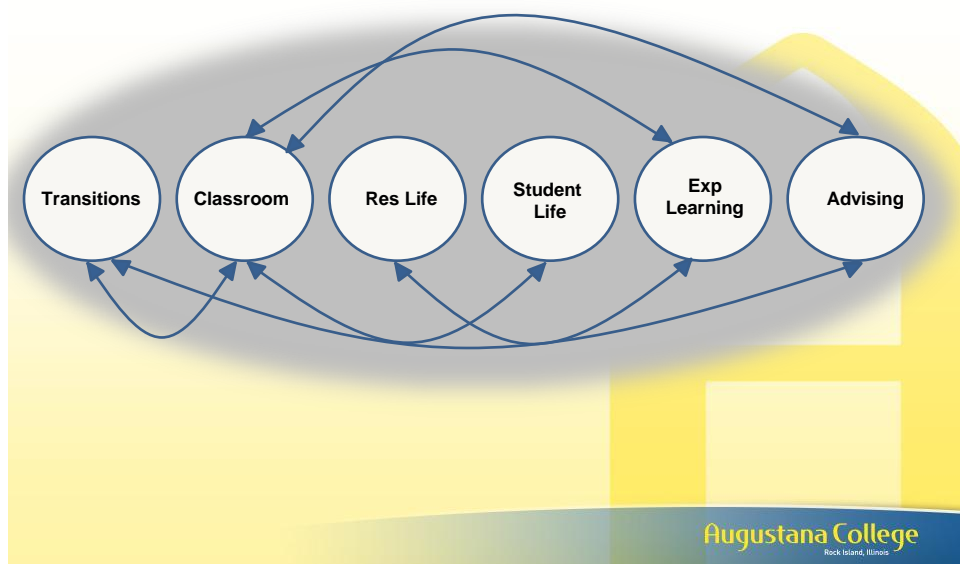 Transitions
Classroom
Res Life
Student
Life
Exp
Learning
Advising
Augustana College
Rock Island, Illinois